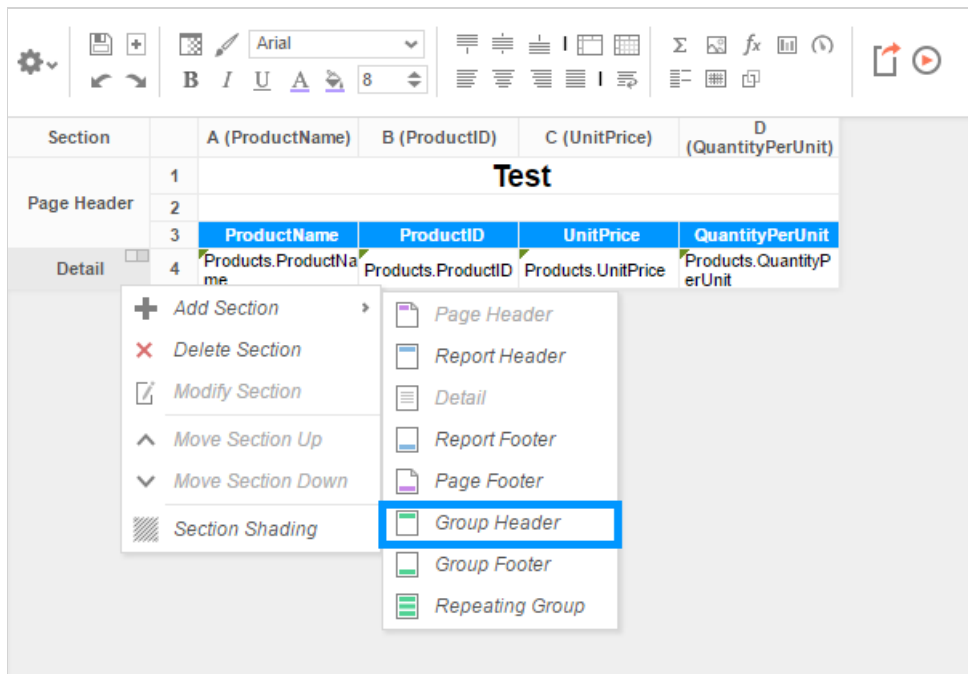 Arial
B I U A 8
Σ fx
Section A (ProductName) B (ProductID) C (UnitPrice) D
(QuantityPerUnit)
Page Header
1 Test
2
3 ProductName ProductID UnitPrice QuantityPerUnit
Detail 4 Products.ProductNa Products.ProductID Products.UnitPrice Products.QuantityP
me erUnit
Add Section
Delete Section
Modify Section
Move Section Up
Move Section Down
Section Shading
Page Header
Report Header
Detail
Report Footer
Page Footer
Group Header
Group Footer
Repeating Group